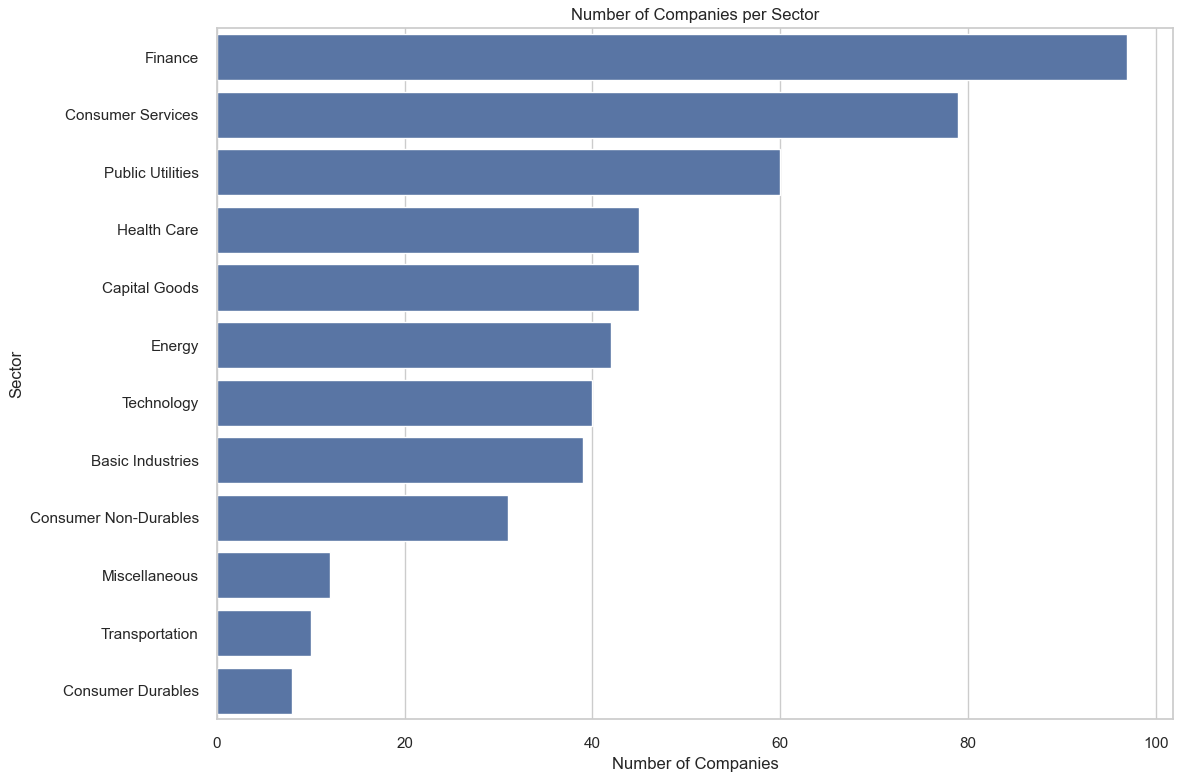 Number of Companies per Sector
Sector
Finance
Consumer Services
Public Utilities
Health Care
Capital Goods
Energy
Technology
Basic Industries
Consumer Non-Durables
Miscellaneous
Transportation
Consumer Durables
0 20 40 60 80 100
Number of Companies